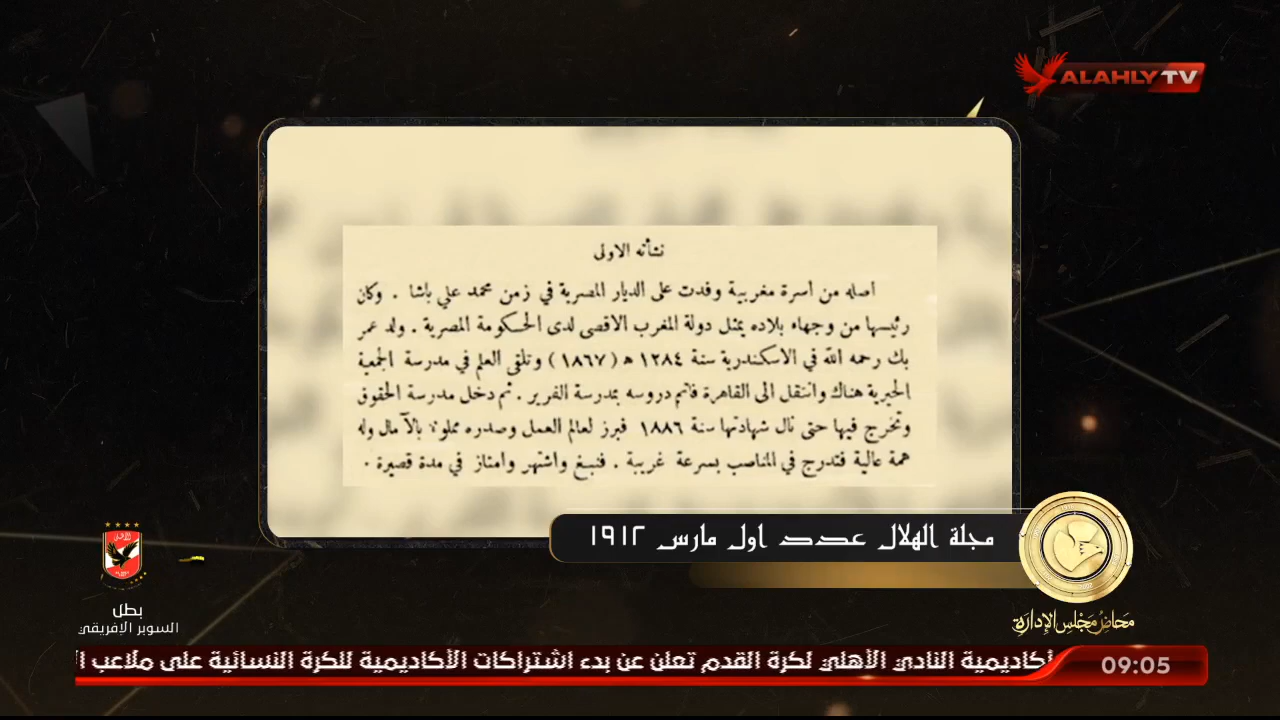 ALAHLY TV
نشأته الاولى
اصله من أسرة مغربية وفدت على الديار المصرية في زمن محمد علي باشا . وكان
رئيسها من وجهاء بلاده يمثل دولة المغرب الاقصى لدى الحكومة المصرية . ولد عمر
بك رحمه الله في الاسكندرية سنة ١٢٨٤ ه (١٨٦٧) وتلقى العلم في مدرسة الجمعية
الخيرية هناك وانتقل الى القاهرة فاتم دروسه بمدرسة الفرير . ثم دخل مدرسة الحقوق
وتخرج فيها حتى نال شهادتها سنة ١٨٨٦ فبرز لعالم العمل وصدره مملوء بالآمال وله
همة عالية فتدرج في المناصب بسرعة غريبة . فنبغ واشتهر وامتاز في مدة قصيرة .
مجلة الهلال عدد اول مارس ١٩١٢
محاضر مجلس الإدارة
بطل
السوبر الإفريقي
أكاديمية النادي الأهلي لكرة القدم تعلن عن بدء اشتراكات الأكاديمية للكرة النسائية على ملاعب ا
09:05